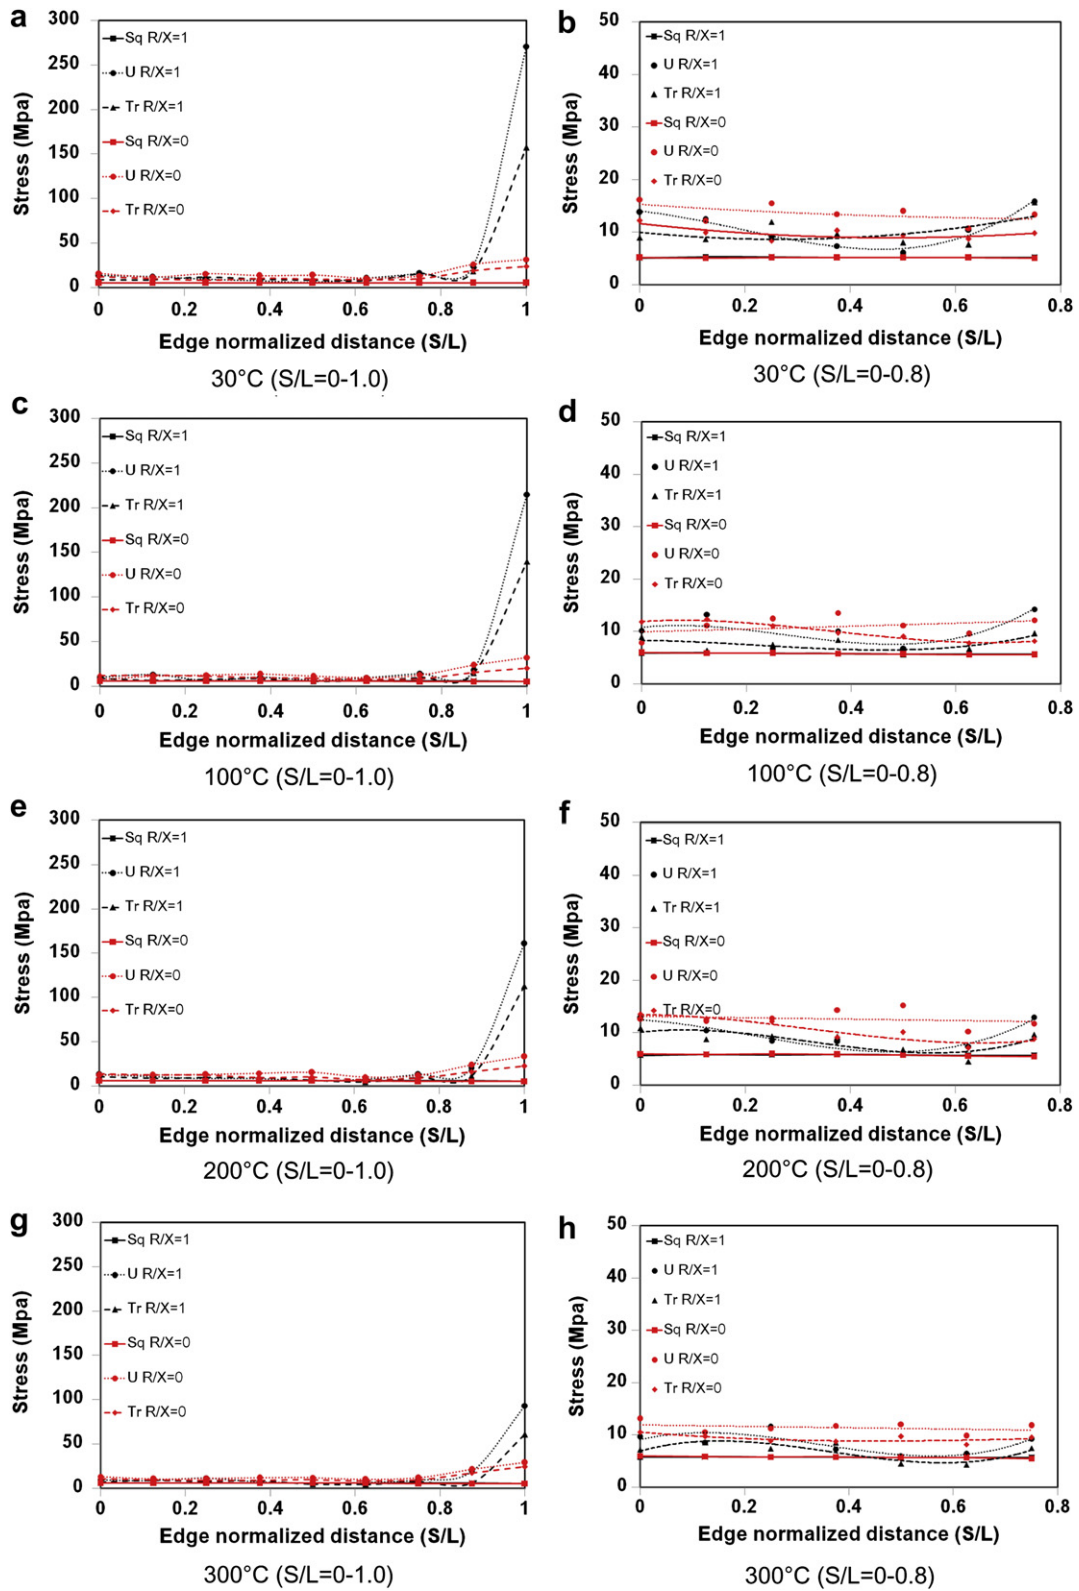 a
300
250
200
150
100
50
0
Stress (Mpa)
Sq R/X=1
U R/X=1
Tr R/X=1
Sq R/X=0
U R/X=0
Tr R/X=0
0 0.2 0.4 0.6 0.8 1
Edge normalized distance (S/L)
30°C (S/L=0-1.0)
b
50
40
30
20
10
0
Stress (Mpa)
Sq R/X=1
U R/X=1
Tr R/X=1
Sq R/X=0
U R/X=0
Tr R/X=0
0 0.2 0.4 0.6 0.8
Edge normalized distance (S/L)
30°C (S/L=0-0.8)
c
300
250
200
150
100
50
0
Stress (Mpa)
Sq R/X=1
U R/X=1
Tr R/X=1
Sq R/X=0
U R/X=0
Tr R/X=0
0 0.2 0.4 0.6 0.8 1
Edge normalized distance (S/L)
100°C (S/L=0-1.0)
d
50
40
30
20
10
0
Stress (Mpa)
Sq R/X=1
U R/X=1
Tr R/X=1
Sq R/X=0
U R/X=0
Tr R/X=0
0 0.2 0.4 0.6 0.8
Edge normalized distance (S/L)
100°C (S/L=0-0.8)
e
300
250
200
150
100
50
0
Stress (Mpa)
Sq R/X=1
U R/X=1
Tr R/X=1
Sq R/X=0
U R/X=0
Tr R/X=0
0 0.2 0.4 0.6 0.8 1
Edge normalized distance (S/L)
200°C (S/L=0-1.0)
f
50
40
30
20
10
0
Stress (Mpa)
Sq R/X=1
U R/X=1
Tr R/X=1
Sq R/X=0
U R/X=0
Tr R/X=0
0 0.2 0.4 0.6 0.8
Edge normalized distance (S/L)
200°C (S/L=0-0.8)
g
300
250
200
150
100
50
0
Stress (Mpa)
Sq R/X=1
U R/X=1
Tr R/X=1
Sq R/X=0
U R/X=0
Tr R/X=0
0 0.2 0.4 0.6 0.8 1
Edge normalized distance (S/L)
300°C (S/L=0-1.0)
h
50
40
30
20
10
0
Stress (Mpa)
Sq R/X=1
U R/X=1
Tr R/X=1
Sq R/X=0
U R/X=0
Tr R/X=0
0 0.2 0.4 0.6 0.8
Edge normalized distance (S/L)
300°C (S/L=0-0.8)